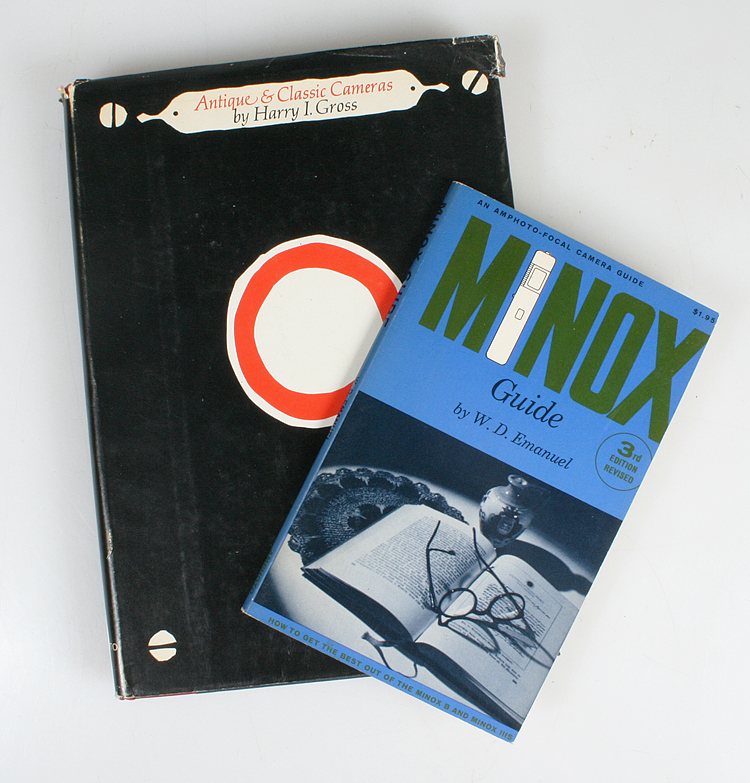 Antique & Classic Cameras
by Harry I. Gross
AN AMPHOTO-FOCAL CAMERA GUIDE
$1.95
MINOX
Guide
by W. D. Emanuel
3rd
EDITION
REVISED
HOW TO GET THE BEST OUT OF THE MINOX B AND MINOX IIIS